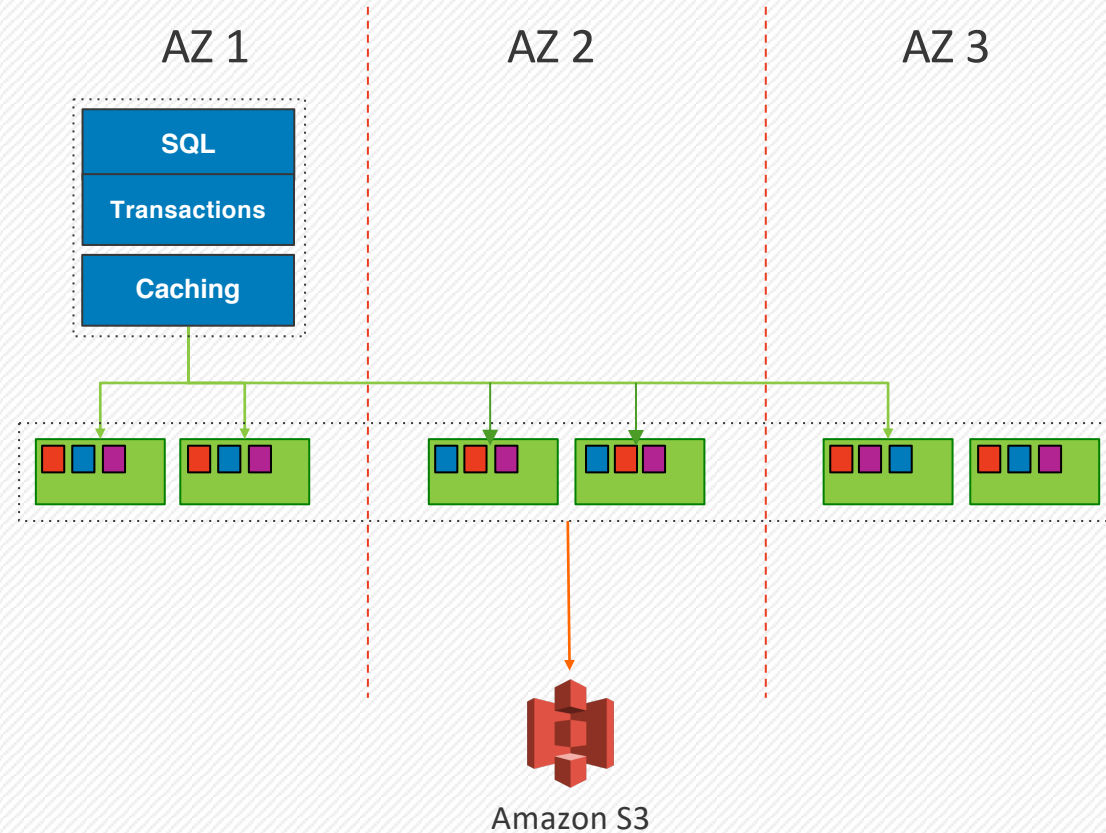 AZ 1
AZ 2
AZ 3
SQL
Transactions
Caching
Amazon S3